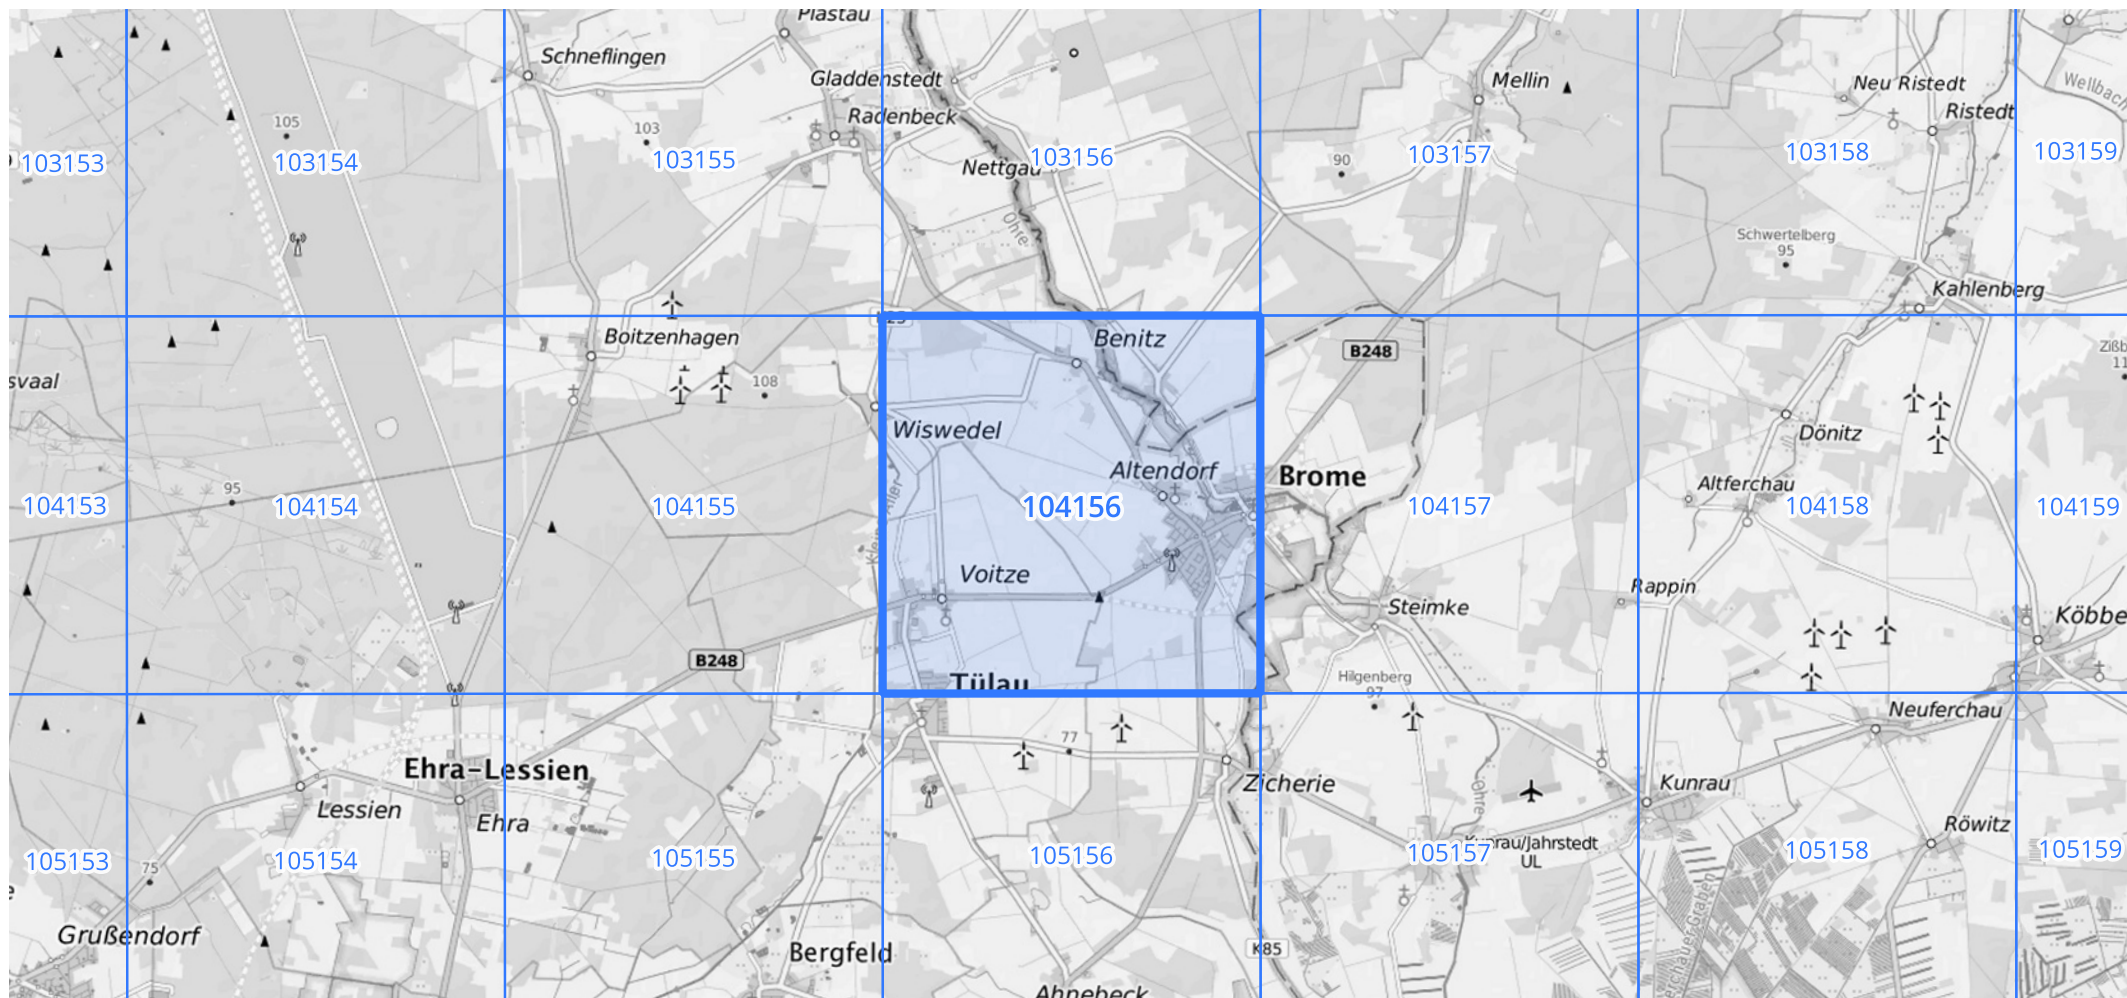 Plastau
Schneflingen
Gladdenstedt
Mellin
Neu Ristedt
Wellbach
Ristedt
105
103
Radenbeck
103153
103154
103155
Nettgau
103156
90
103157
103158
103159
Ohre
Schwertelberg
95
Kahlenberg
Boitzenhagen
Benitz
B248
108
Wiswedel
Dönitz
Altendorf
Brome
Altferchau
95
104153
104154
104155
104156
104157
104158
104159
Voitze
Rappin
Steimke
Köbbe
B248
Tülau
Hilgenberg
97
Neuferchau
77
Ehra-Lessien
Zicherie
Kunrau
Lessien
Ehra
Ohre
Röwitz
Kunrau/Jahrstedt
UL
75
105153
105154
105155
105156
105157
105158
105159
Grußendorf
Bergfeld
K85
Ahnebeck